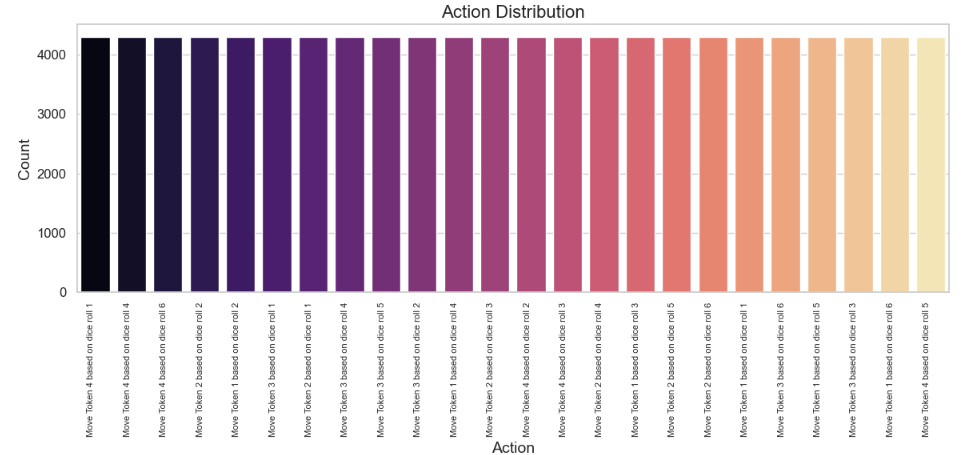 Action Distribution
Count
4000
3000
2000
1000
0
Move Token 4 based on dice roll 1
Move Token 4 based on dice roll 4
Move Token 4 based on dice roll 6
Move Token 2 based on dice roll 2
Move Token 1 based on dice roll 2
Move Token 3 based on dice roll 1
Move Token 2 based on dice roll 1
Move Token 3 based on dice roll 4
Move Token 3 based on dice roll 5
Move Token 3 based on dice roll 2
Move Token 1 based on dice roll 4
Move Token 2 based on dice roll 3
Move Token 4 based on dice roll 2
Move Token 4 based on dice roll 3
Move Token 2 based on dice roll 4
Move Token 1 based on dice roll 3
Move Token 2 based on dice roll 5
Move Token 2 based on dice roll 6
Move Token 1 based on dice roll 1
Move Token 3 based on dice roll 6
Move Token 1 based on dice roll 5
Move Token 3 based on dice roll 3
Move Token 1 based on dice roll 6
Move Token 4 based on dice roll 5
Action